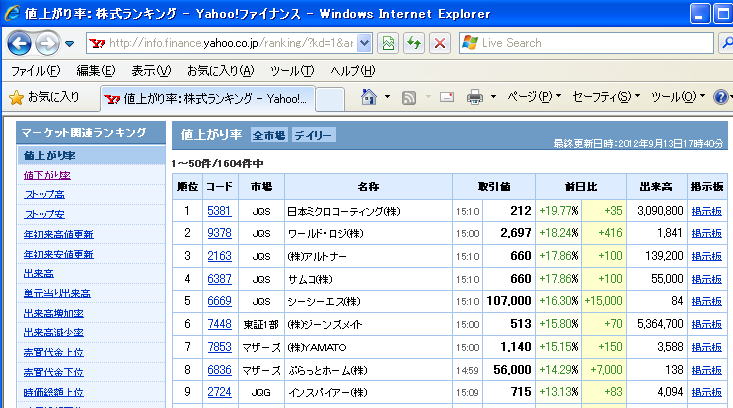 値上がり率：株式ランキング - Yahoo!ファイナンス - Windows Internet Explorer
http://info.finance.yahoo.co.jp/ranking/?kd=1&ar
Live Search
ファイル(F) 編集(E) 表示(V) お気に入り(A) ツール(T) ヘルプ(H)
お気に入り 値上がり率：株式ランキング - Yahoo!... ページ(P) セーフティ(S) ツール(O)
マーケット関連ランキング
値上がり率
値下がり率
ストップ高
ストップ安
年初来高値更新
年初来安値更新
出来高
単元当り出来高
出来高増加率
出来高減少率
売買代金上位
売買代金下位
時価総額上位
値上がり率 全市場 デイリー
最終更新日時：2012年9月13日17時40分
1～50件/1604件中
順位 コード 市場 名称 取引値 前日比 出来高 掲示板
1 5381 JQS 日本ミクロコーティング(株) 15:10 212 +19.77% +35 3,090,800 掲示板
2 9378 JQS ワールド・ロジ(株) 15:00 2,697 +18.24% +416 1,841 掲示板
3 2163 JQS (株)アルトナー 15:10 660 +17.86% +100 139,200 掲示板
4 6387 JQS サムコ(株) 15:10 660 +17.86% +100 55,000 掲示板
5 6669 JQS シーシーエス(株) 15:10 107,000 +16.30% +15,000 84 掲示板
6 7448 東証1部 (株)ジーンズメイト 15:00 513 +15.80% +70 5,364,700 掲示板
7 7853 マザーズ (株)YAMATO 15:00 1,140 +15.15% +150 3,588 掲示板
8 6836 マザーズ ぷらっとホーム(株) 14:59 56,000 +14.29% +7,000 138 掲示板
9 2724 JQG インスパイアー(株) 15:09 715 +13.13% +83 4,094 掲示板